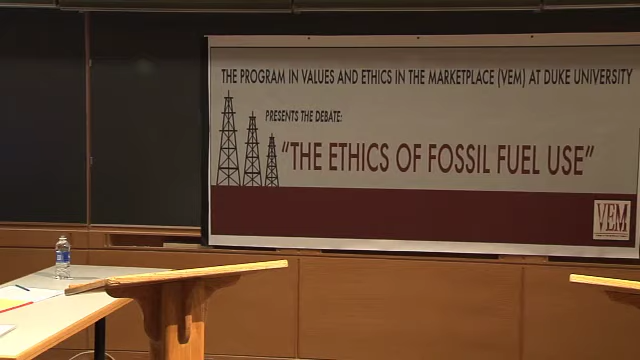 THE PROGRAM IN VALUES AND ETHICS IN THE MARKETPLACE (VEM) AT DUKE UNIVERSITY
PRESENTS THE DEBATE:
"THE ETHICS OF FOSSIL FUEL USE"
VEM